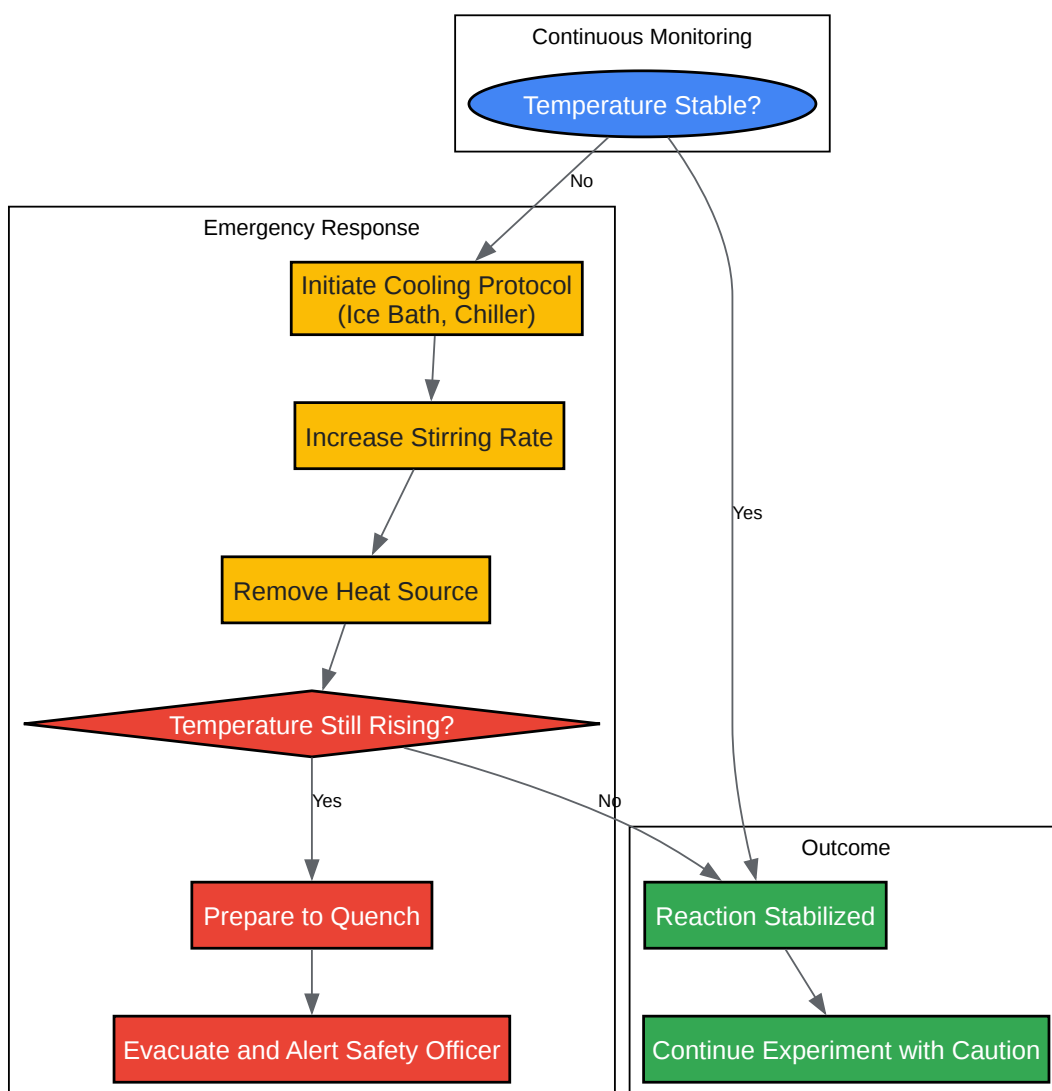 Continuous Monitoring
Temperature Stable?
No
Emergency Response
Initiate Cooling Protocol
(Ice Bath, Chiller)
Increase Stirring Rate
Yes
Remove Heat Source
Temperature Still Rising?
Yes
No
Outcome
Prepare to Quench
Reaction Stabilized
Evacuate and Alert Safety Officer
Continue Experiment with Caution